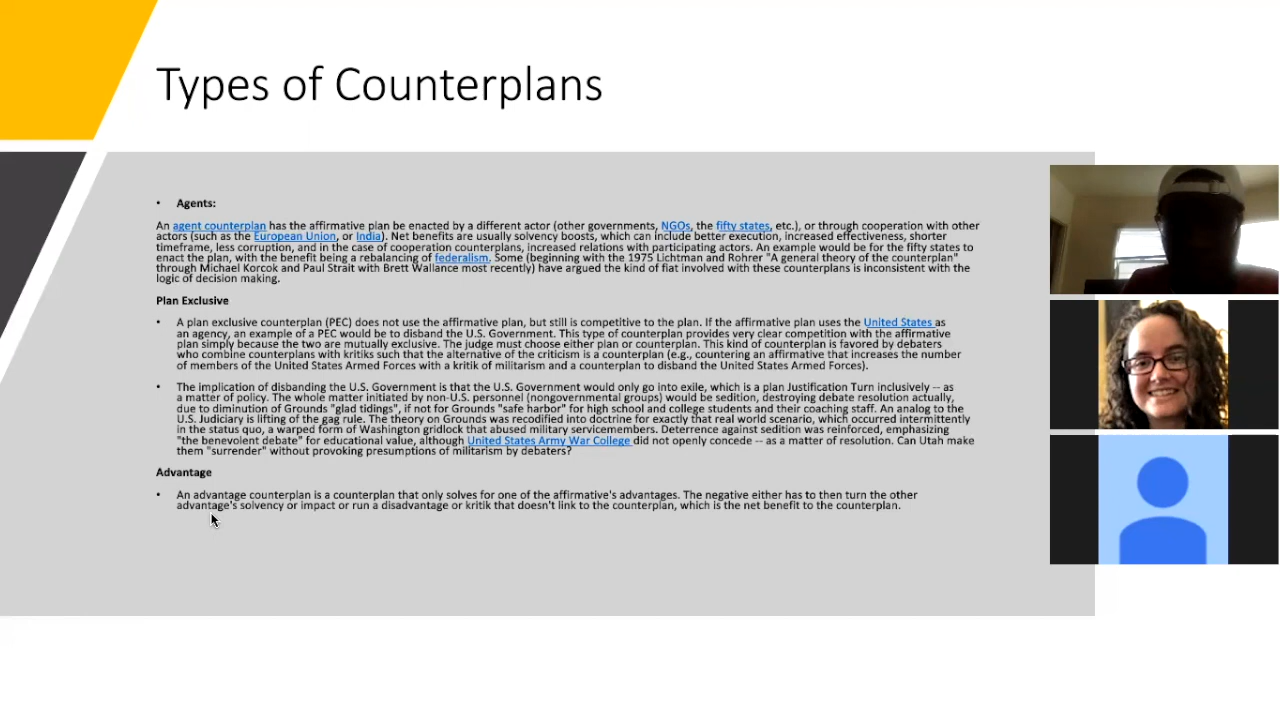 Types of Counterplans
• Agents:
An agent counterplan has the affirmative plan be enacted by a different actor (other governments, NGOs, the fifty states, etc.), or through cooperation with other
actors (such as the European Union, or India). Net benefits are usually solvency boosts, which can include better execution, increased effectiveness, shorter
timeframe, less corruption, and in the case of cooperation counterplans, increased relations with participating actors. An example would be for the fifty states to
enact the plan, with the benefit being a rebalancing of federalism. Some (beginning with the 1975 Lichtman and Rohrer "A general theory of the counterplan"
through Michael Korcok and Paul Strait with Brett Wallance most recently) have argued the kind of fiat involved with these counterplans is inconsistent with the
logic of decision making.
Plan Exclusive
• A plan exclusive counterplan (PEC) does not use the affirmative plan, but still is competitive to the plan. If the affirmative plan uses the United States as
an agency, an example of a PEC would be to disband the U.S. Government. This type of counterplan provides very clear competition with the affirmative
plan simply because the two are mutually exclusive. The judge must choose either plan or counterplan. This kind of counterplan is favored by debaters
who combine counterplans with kritiks such that the alternative of the criticism is a counterplan (e.g., countering an affirmative that increases the number
of members of the United States Armed Forces with a kritik of militarism and a counterplan to disband the United States Armed Forces).
• The implication of disbanding the U.S. Government is that the U.S. Government would only go into exile, which is a plan Justification Turn inclusively -- as
a matter of policy. The whole matter initiated by non-U.S. personnel (nongovernmental groups) would be sedition, destroying debate resolution actually,
due to diminution of Grounds "glad tidings", if not for Grounds "safe harbor" for high school and college students and their coaching staff. An analog to the
U.S. Judiciary is lifting of the gag rule. The theory on Grounds was recodified into doctrine for exactly that real world scenario, which occurred intermittently
in the status quo, a warped form of Washington gridlock that abused military servicemembers. Deterrence against sedition was reinforced, emphasizing
"the benevolent debate" for educational value, although United States Army War College did not openly concede -- as a matter of resolution. Can Utah make
them "surrender" without provoking presumptions of militarism by debaters?
Advantage
• An advantage counterplan is a counterplan that only solves for one of the affirmative's advantages. The negative either has to then turn the other
advantage's solvency or impact or run a disadvantage or kritik that doesn't link to the counterplan, which is the net benefit to the counterplan.